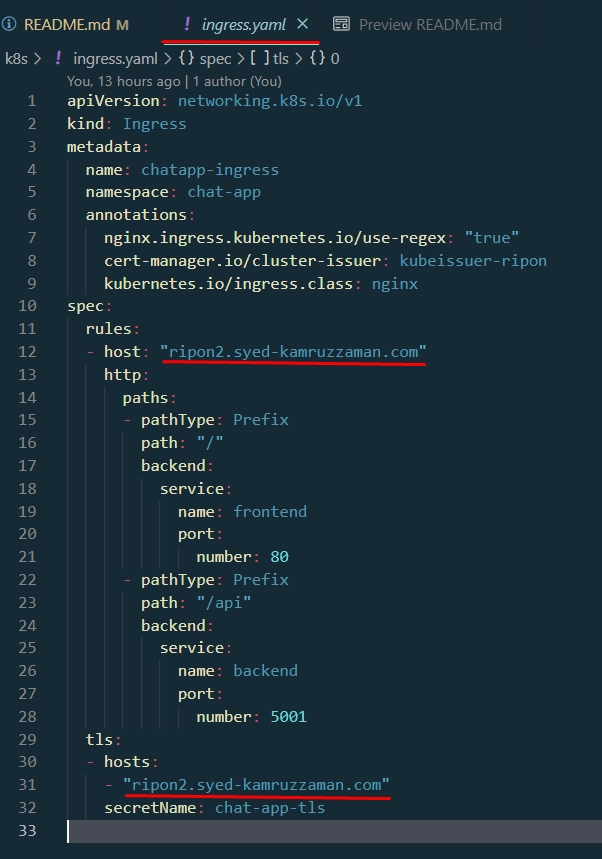 README.md M
! ingress.yaml ×
Preview README.md
k8s > ! ingress.yaml > {} spec > [ ] tls > {} 0
You, 13 hours ago | 1 author (You)
1 apiVersion: networking.k8s.io/v1
2 kind: Ingress
3 metadata:
4   name: chatapp-ingress
5   namespace: chat-app
6   annotations:
7     nginx.ingress.kubernetes.io/use-regex: "true"
8     cert-manager.io/cluster-issuer: kubeissuer-ripon
9     kubernetes.io/ingress.class: nginx
10 spec:
11   rules:
12   - host: "ripon2.syed-kamruzzaman.com"
13     http:
14       paths:
15       - pathType: Prefix
16         path: "/"
17         backend:
18           service:
19             name: frontend
20             port:
21               number: 80
22       - pathType: Prefix
23         path: "/api"
24         backend:
25           service:
26             name: backend
27             port:
28               number: 5001
29   tls:
30   - hosts:
31     - "ripon2.syed-kamruzzaman.com"
32     secretName: chat-app-tls
33